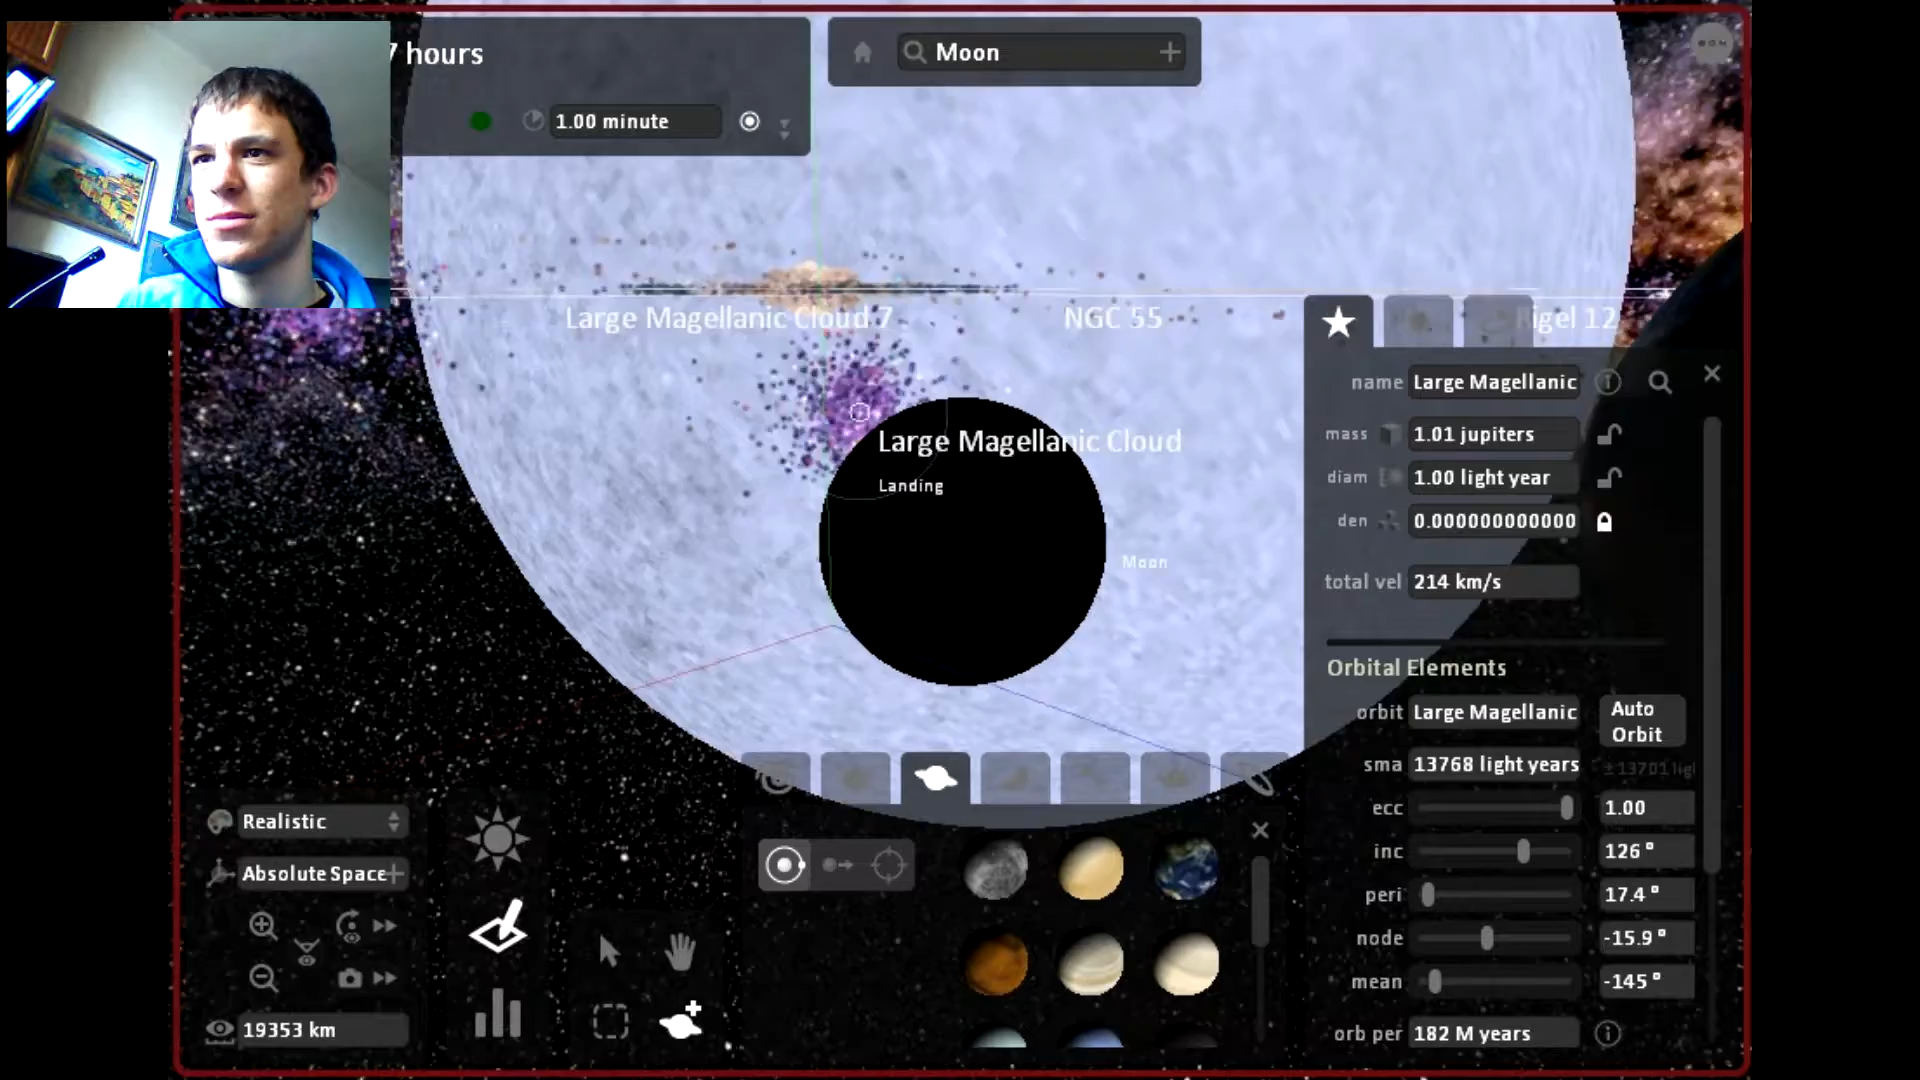 7 hours
Moon
1.00 minute
Large Magellanic Cloud 7
NGC 55
igel 12
name Large Magellanic
mass 1.01 jupiters
Large Magellanic Cloud
diam 1.00 light year
Landing
den 0.000000000000
Moon
total vel 214 km/s
Orbital Elements
orbit Large Magellanic
Auto
Orbit
sma 13768 light years
±13701 lig
ecc 1.00
inc 126°
peri 17.4°
node -15.9°
mean -145°
orb per 182 M years
Realistic
Absolute Space
19353 km